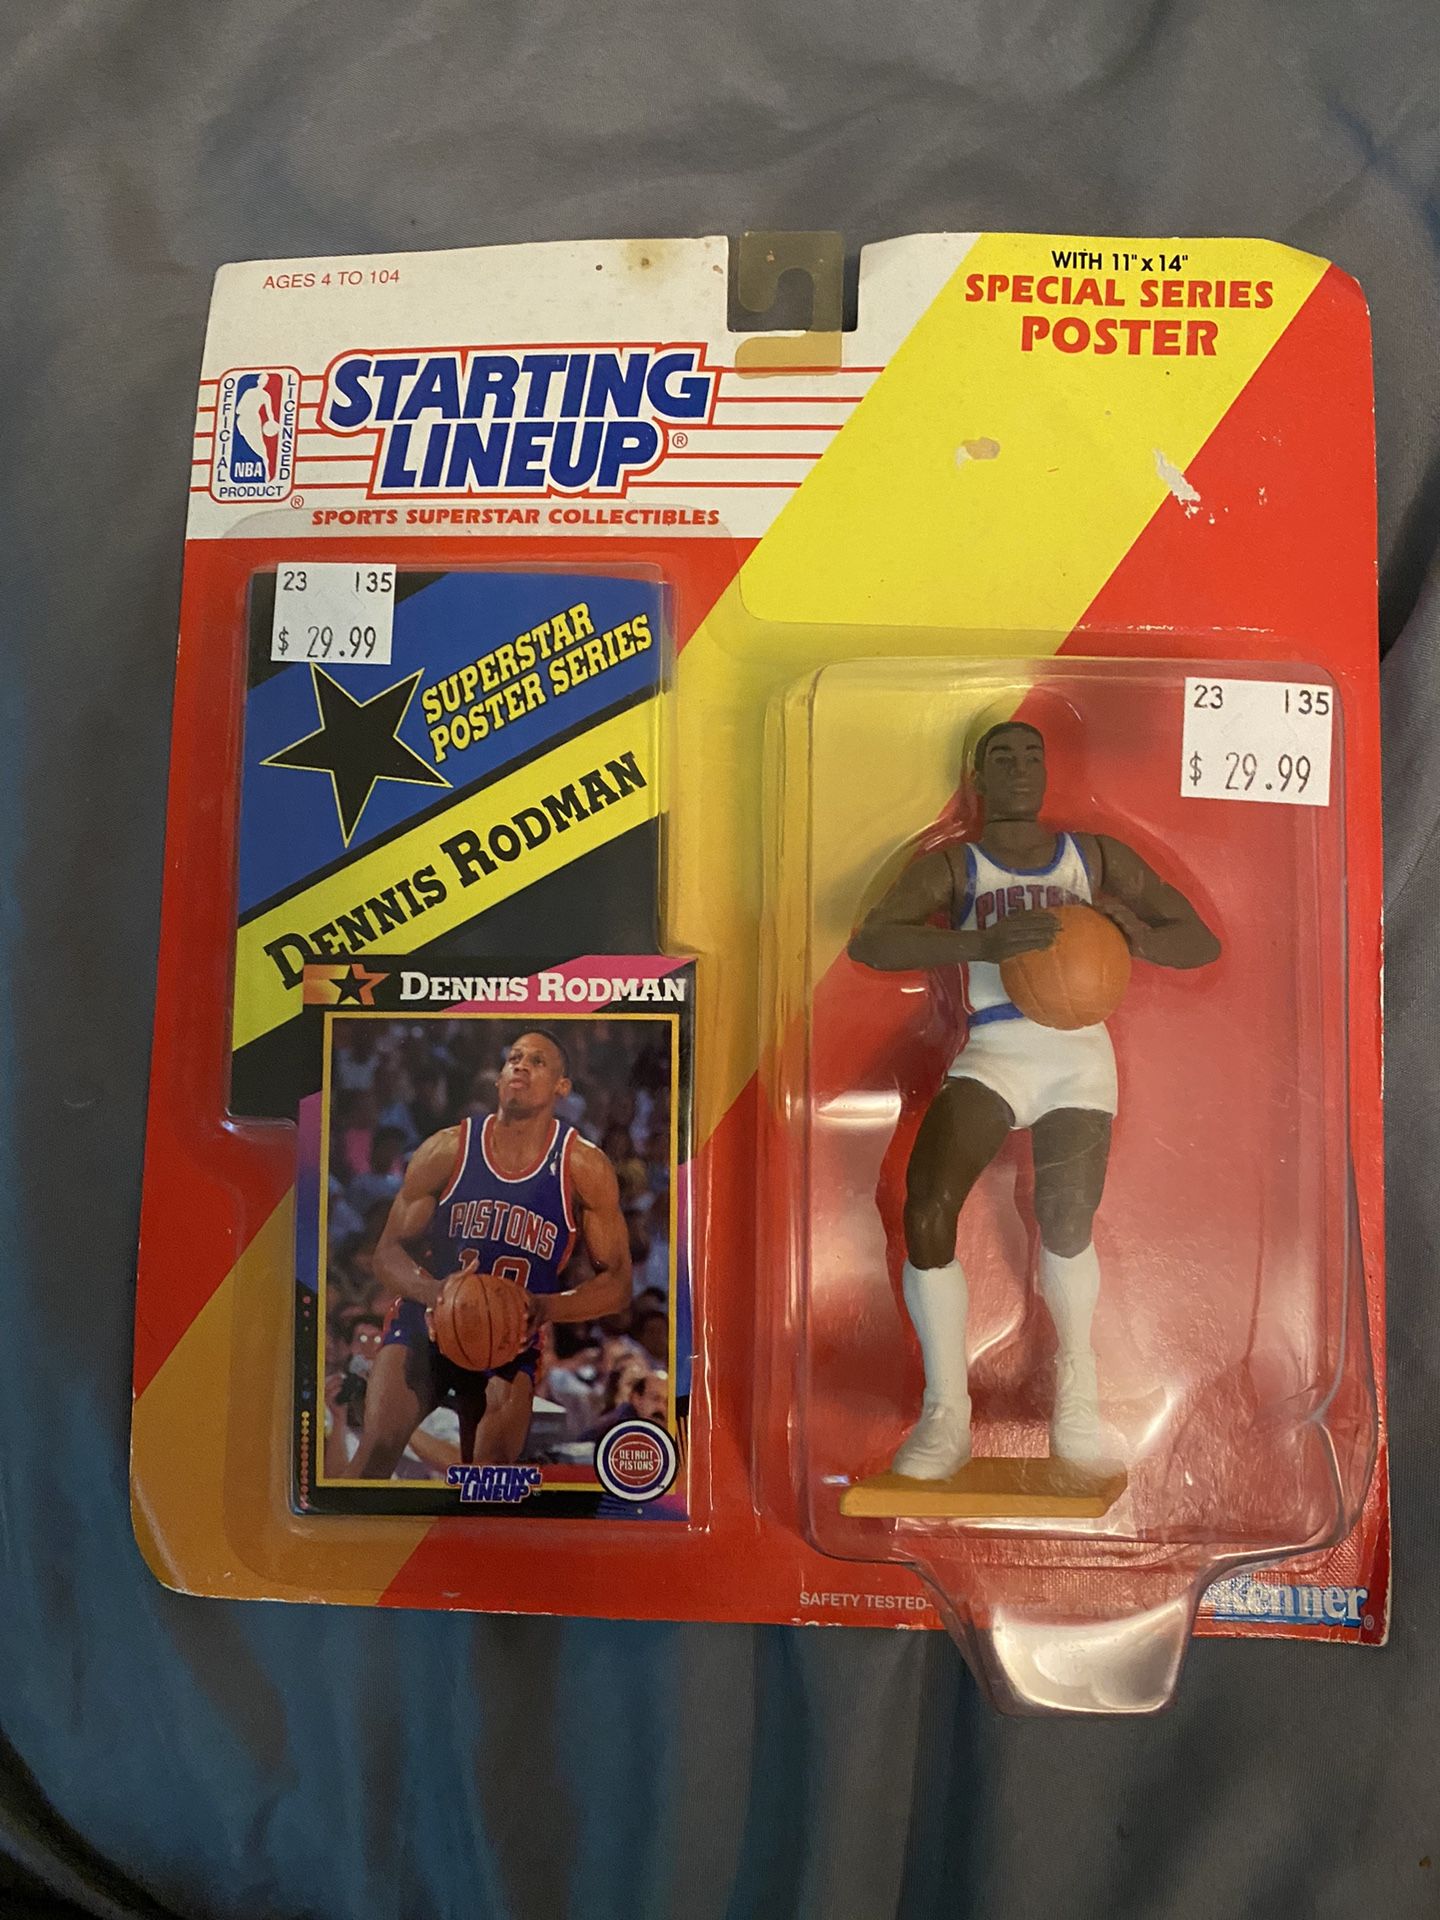 AGES 4 TO 104
WITH 11" x 14"
SPECIAL SERIES
POSTER
OFFICIAL
LICENSED
NBA
PRODUCT
®
STARTING
LINEUP®
SPORTS SUPERSTAR COLLECTIBLES
23 135
$ 29.99
SUPERSTAR
POSTER SERIES
DENNIS RODMAN
23 135
$ 29.99
PISTO
DENNIS RODMAN
PISTONS
10
DETROIT
PISTONS
STARTING
LINEUP
SAFETY TESTED-
Kenner®